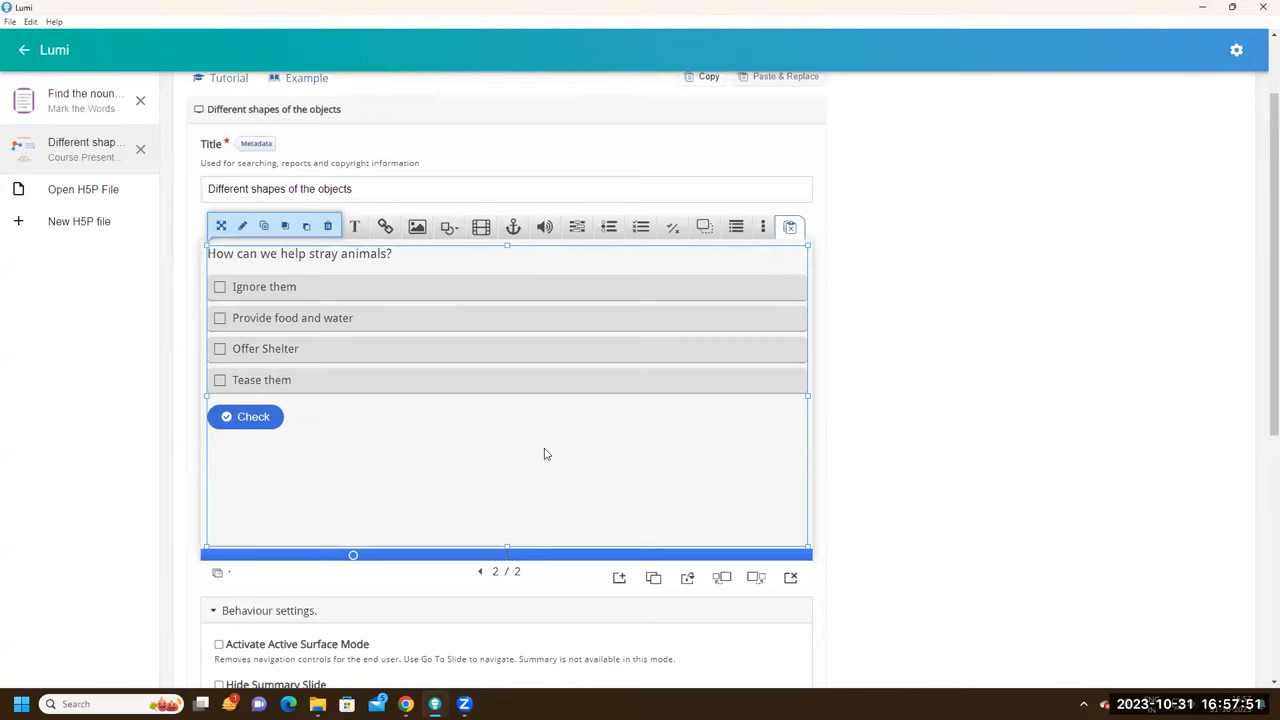 Lumi
File Edit Help
Lumi
Tutorial Example Copy Paste & Replace
Find the noun...
Mark the Words
Different shap...
Course Present...
Open H5P File
New H5P file
Different shapes of the objects
Title* Metadata
Used for searching, reports and copyright information
Different shapes of the objects
How can we help stray animals?
Ignore them
Provide food and water
Offer Shelter
Tease them
Check
2 / 2
Behaviour settings.
Activate Active Surface Mode
Removes navigation controls for the end user. Use Go To Slide to navigate. Summary is not available in this mode.
Hide Summary Slide
Search
2023-10-31 16:57:51